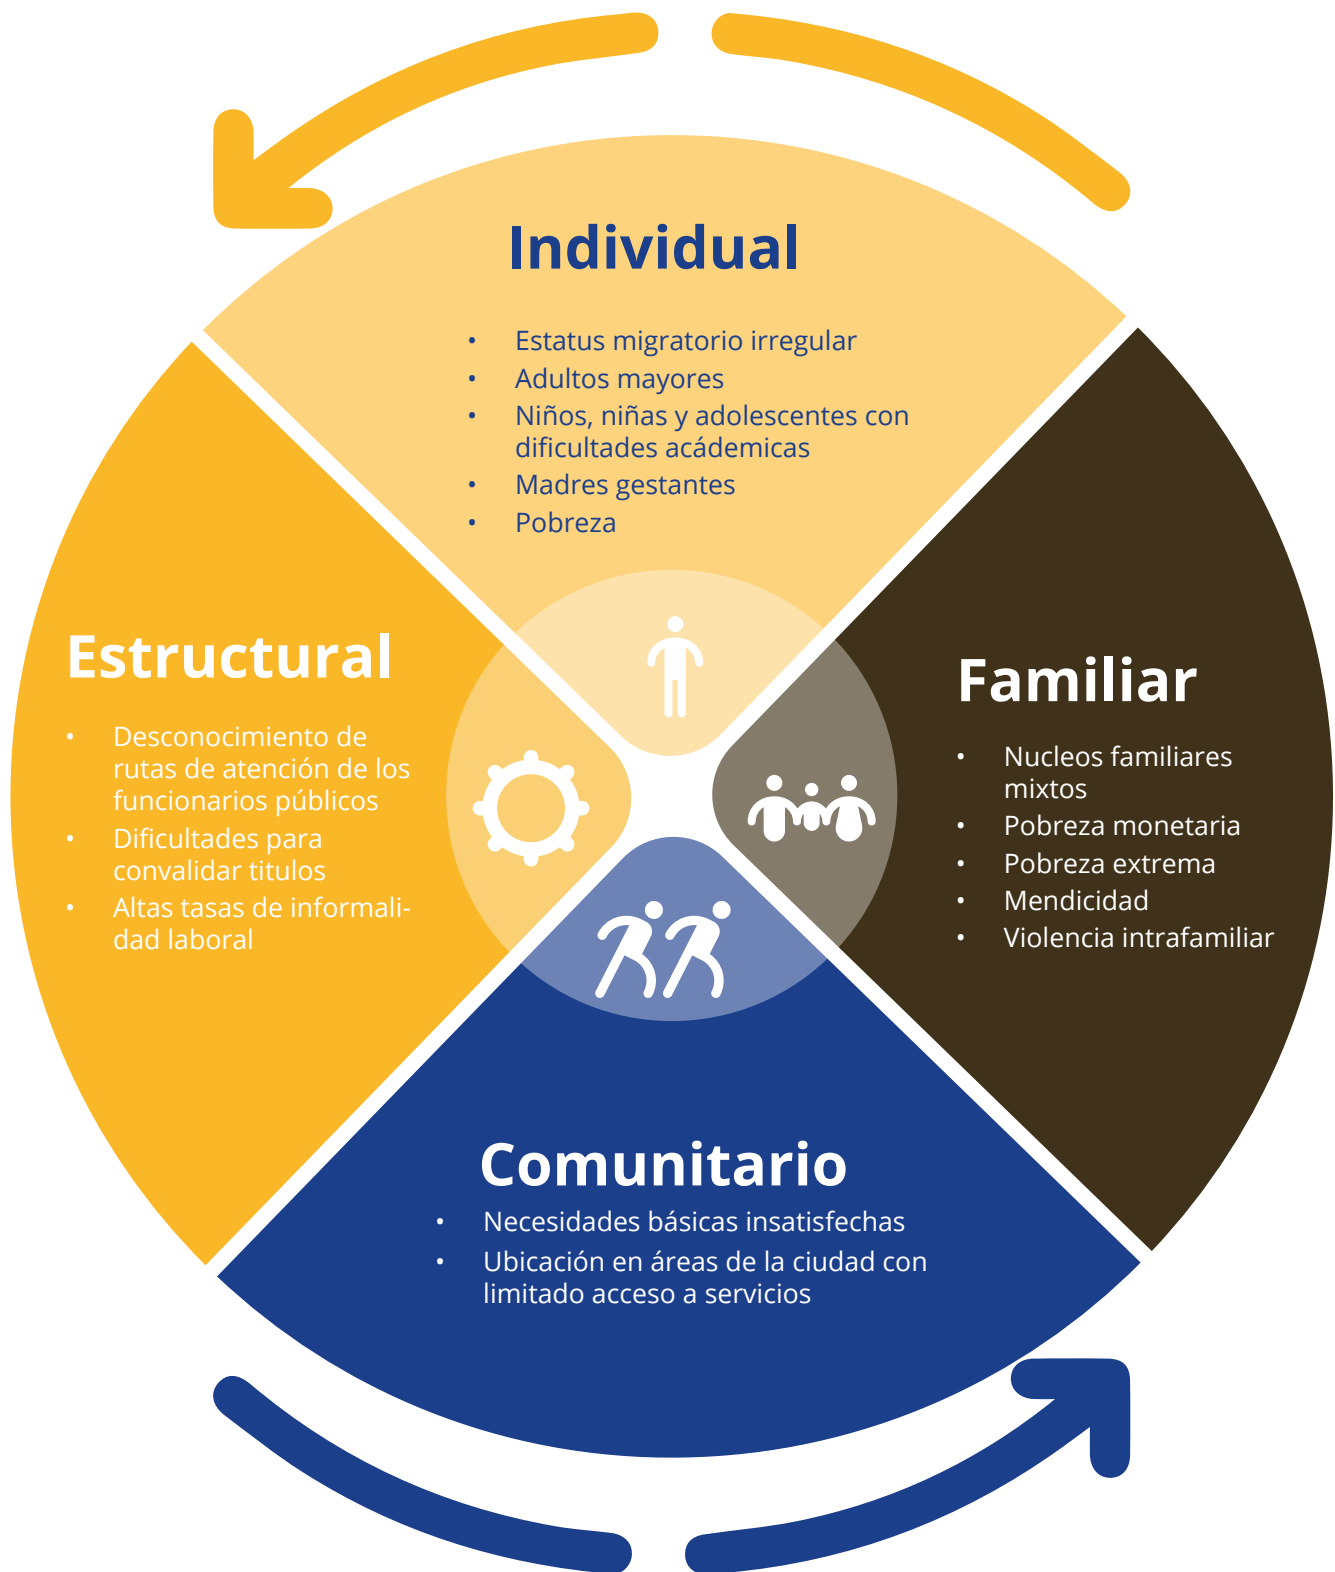 Individual
• Estatus migratorio irregular
• Adultos mayores
• Niños, niñas y adolescentes con
dificultades acádemicas
• Madres gestantes
• Pobreza
Estructural
• Desconocimiento de
rutas de atención de los
funcionarios públicos
• Dificultades para
convalidar titulos
• Altas tasas de informali-
dad laboral
Familiar
• Nucleos familiares
mixtos
• Pobreza monetaria
• Pobreza extrema
• Mendicidad
• Violencia intrafamiliar
Comunitario
• Necesidades básicas insatisfechas
• Ubicación en áreas de la ciudad con
limitado acceso a servicios